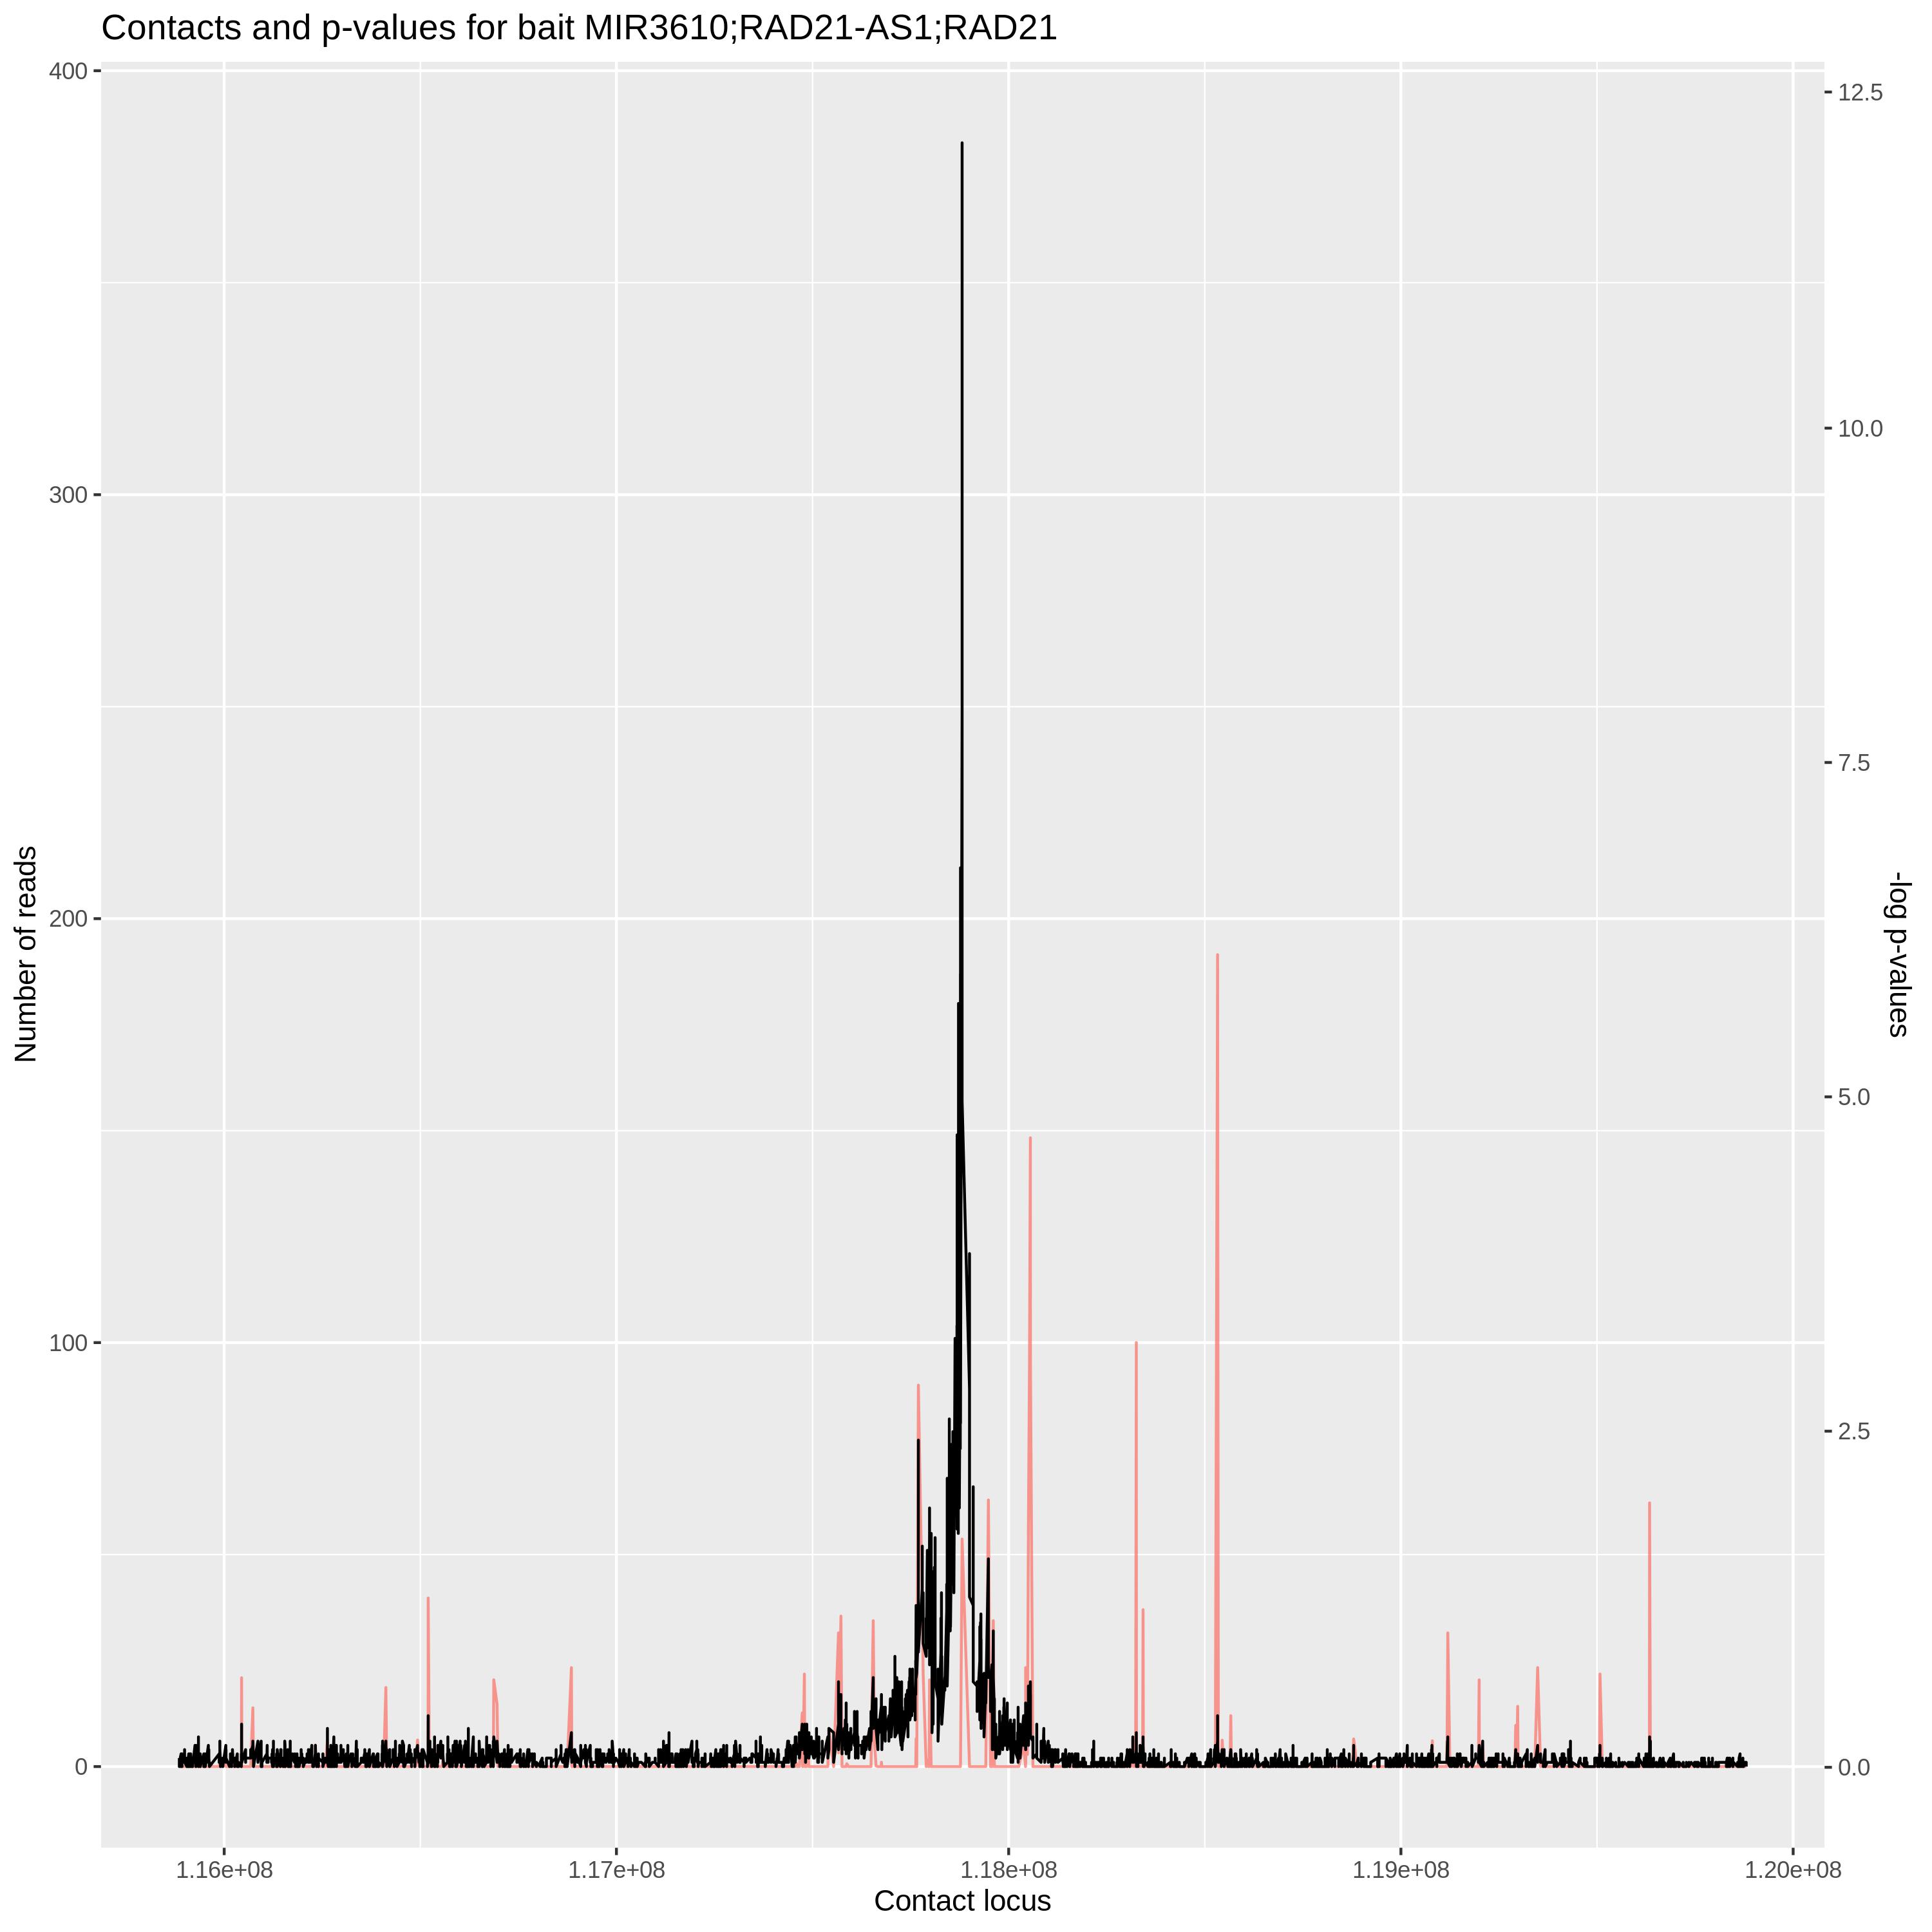 Contacts and p-values for bait MIR3610;RAD21-AS1;RAD21
400
300
200
100
0
Number of reads
12.5
10.0
7.5
5.0
2.5
0.0
-log p-values
1.16e+08 1.17e+08 1.18e+08 1.19e+08 1.20e+08
Contact locus